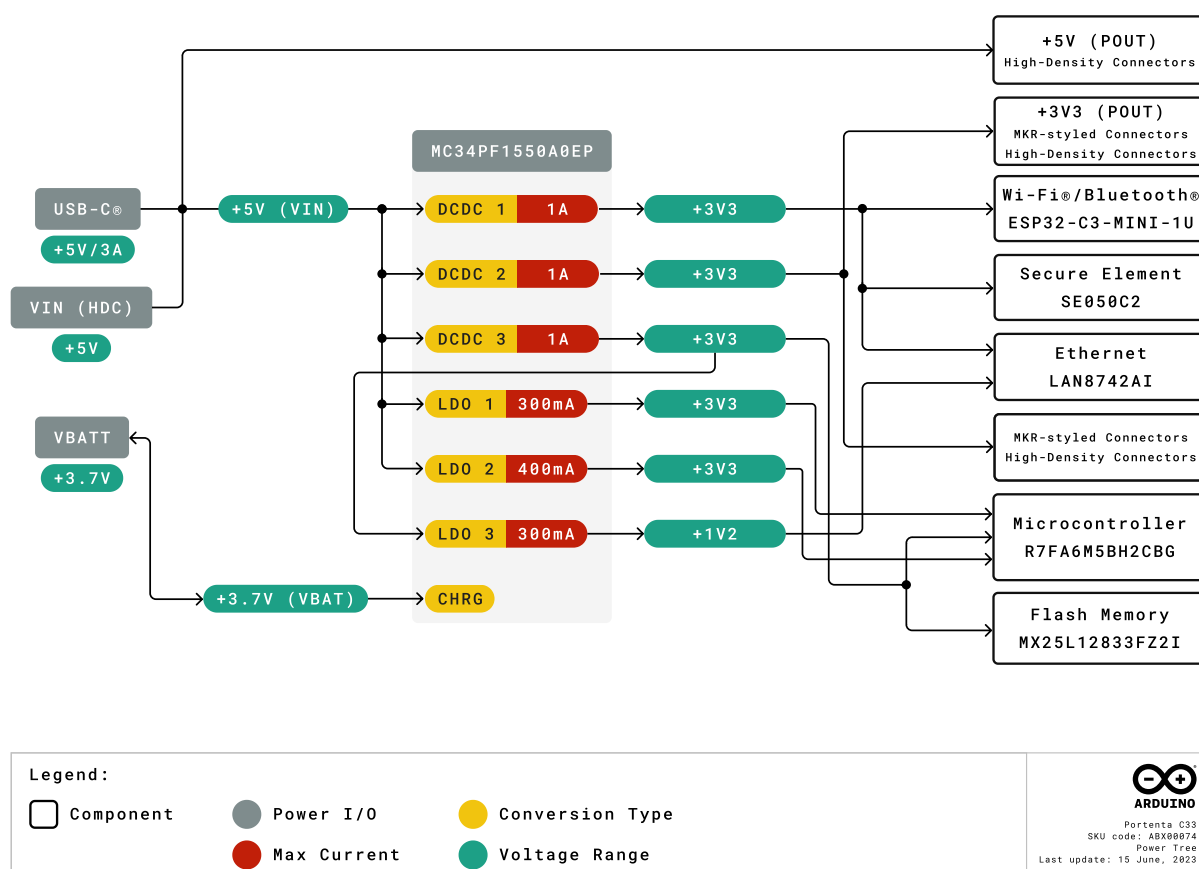 +5V (POUT)
High-Density Connectors
+3V3 (POUT)
MKR-styled Connectors
High-Density Connectors
MC34PF1550A0EP
USB-C®
+5V/3A
+5V (VIN)
DCDC 1 1A
+3V3
Wi-Fi®/Bluetooth®
ESP32-C3-MINI-1U
DCDC 2 1A
+3V3
Secure Element
SE050C2
VIN (HDC)
+5V
DCDC 3 1A
+3V3
Ethernet
LAN8742AI
LDO 1 300mA
+3V3
MKR-styled Connectors
High-Density Connectors
VBATT
+3.7V
LDO 2 400mA
+3V3
LDO 3 300mA
+1V2
Microcontroller
R7FA6M5BH2CBG
+3.7V (VBAT)
CHRG
Flash Memory
MX25L12833FZ2I
Legend:
Component
Power I/O
Conversion Type
Max Current
Voltage Range
ARDUINO
Portenta C33
SKU code: ABX00074
Power Tree
Last update: 15 June, 2023